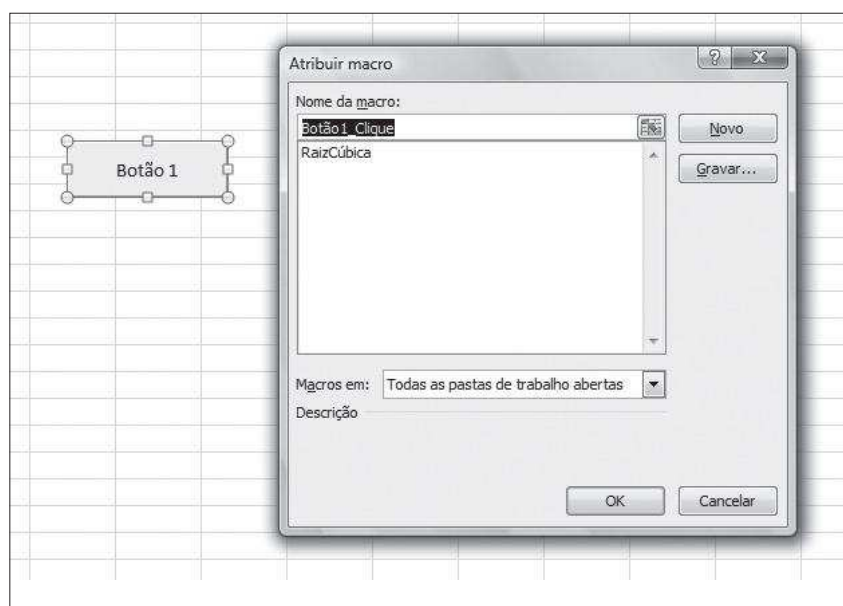 Atribuir macro
Nome da macro:
Botão1_Clique
Novo
RaizCúbica
Gravar...
Botão 1
Macros em: Todas as pastas de trabalho abertas
Descrição
OK
Cancelar